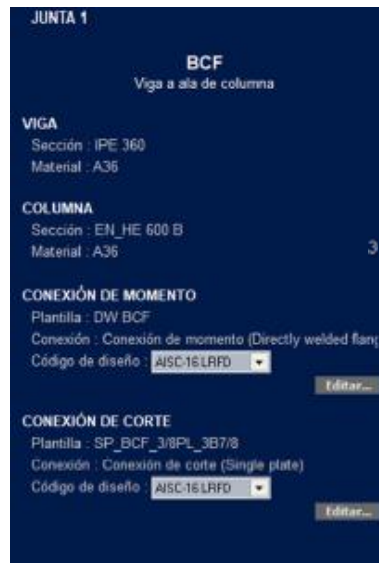 JUNTA 1
BCF
Viga a ala de columna
VIGA
Sección : IPE 360
Material : A36
COLUMNA
Sección : EN_HE 600 B
Material : A36
3
CONEXIÓN DE MOMENTO
Plantilla : DW BCF
Conexión : Conexión de momento (Directly welded flang
Código de diseño : AISC-16 LRFD
Editar...
CONEXIÓN DE CORTE
Plantilla : SP_BCF_3/8PL_3B7/8
Conexión : Conexión de corte (Single plate)
Código de diseño : AISC-16 LRFD
Editar...